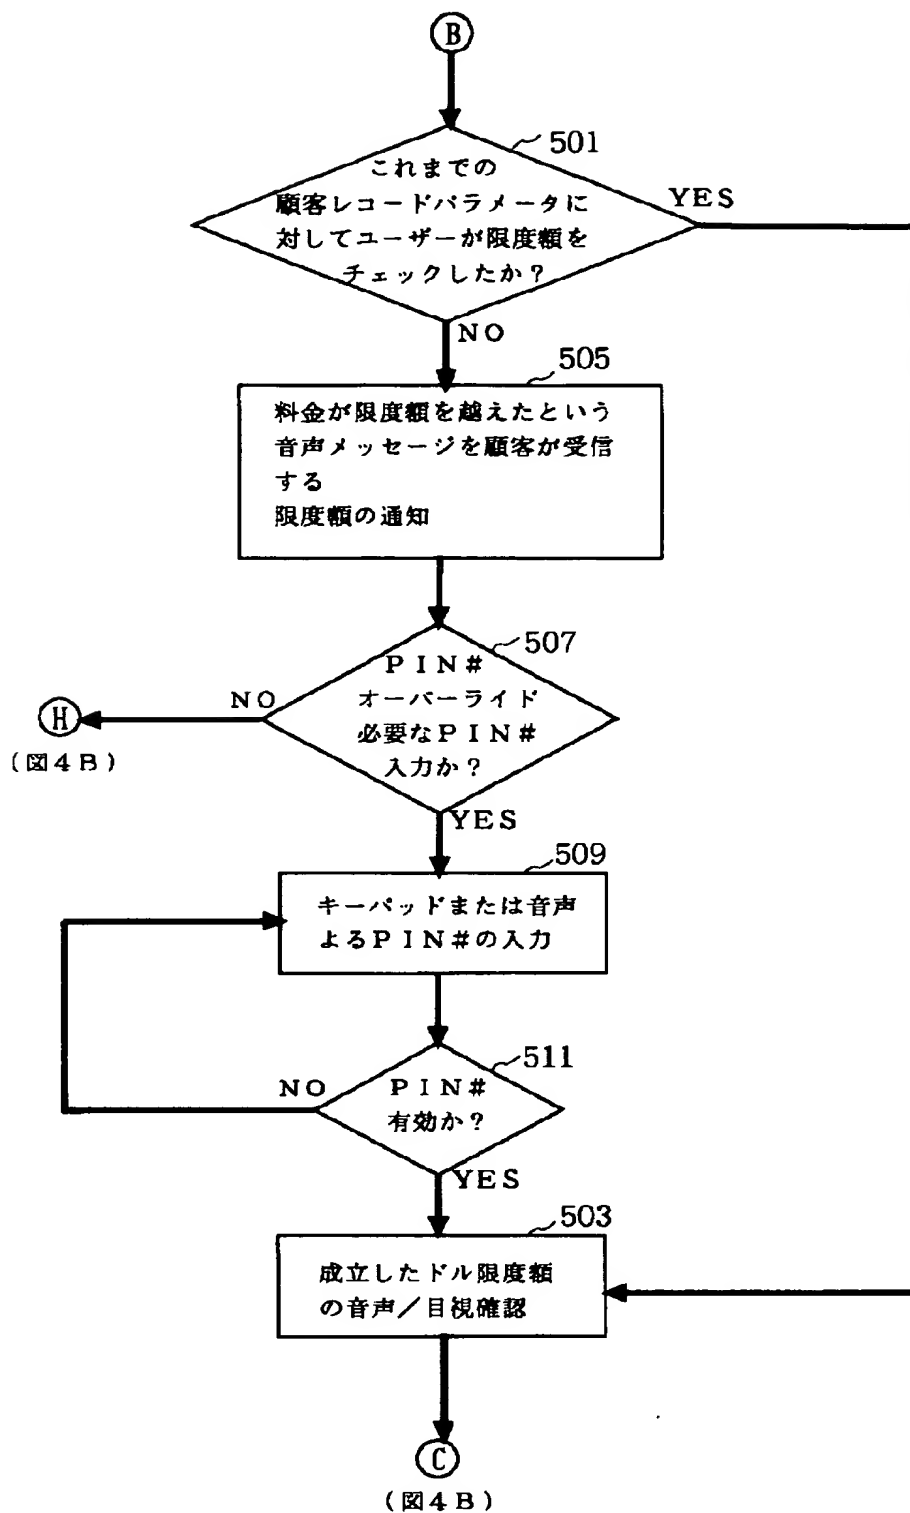 B
501
これまでの
顧客レコードパラメータに
対してユーザーが限度額を
チェックしたか?
YES
NO
505
料金が限度額を越えたという
音声メッセージを顧客が受信
する
限度額の通知
507
PIN#
オーバーライド
必要なPIN#
入力か?
NO
H
(図4B)
YES
509
キーパッドまたは音声
よるPIN#の入力
511
PIN#
有効か?
NO
YES
503
成立したドル限度額
の音声/目視確認
C
(図4B)